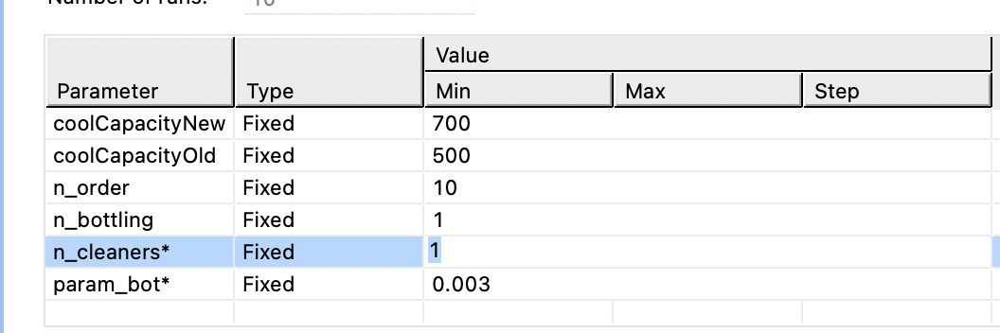 Number of runs: 10
Value
Parameter Type Min Max Step
coolCapacityNew Fixed 700
coolCapacityOld Fixed 500
n_order Fixed 10
n_bottling Fixed 1
n_cleaners* Fixed 1
param_bot* Fixed 0.003